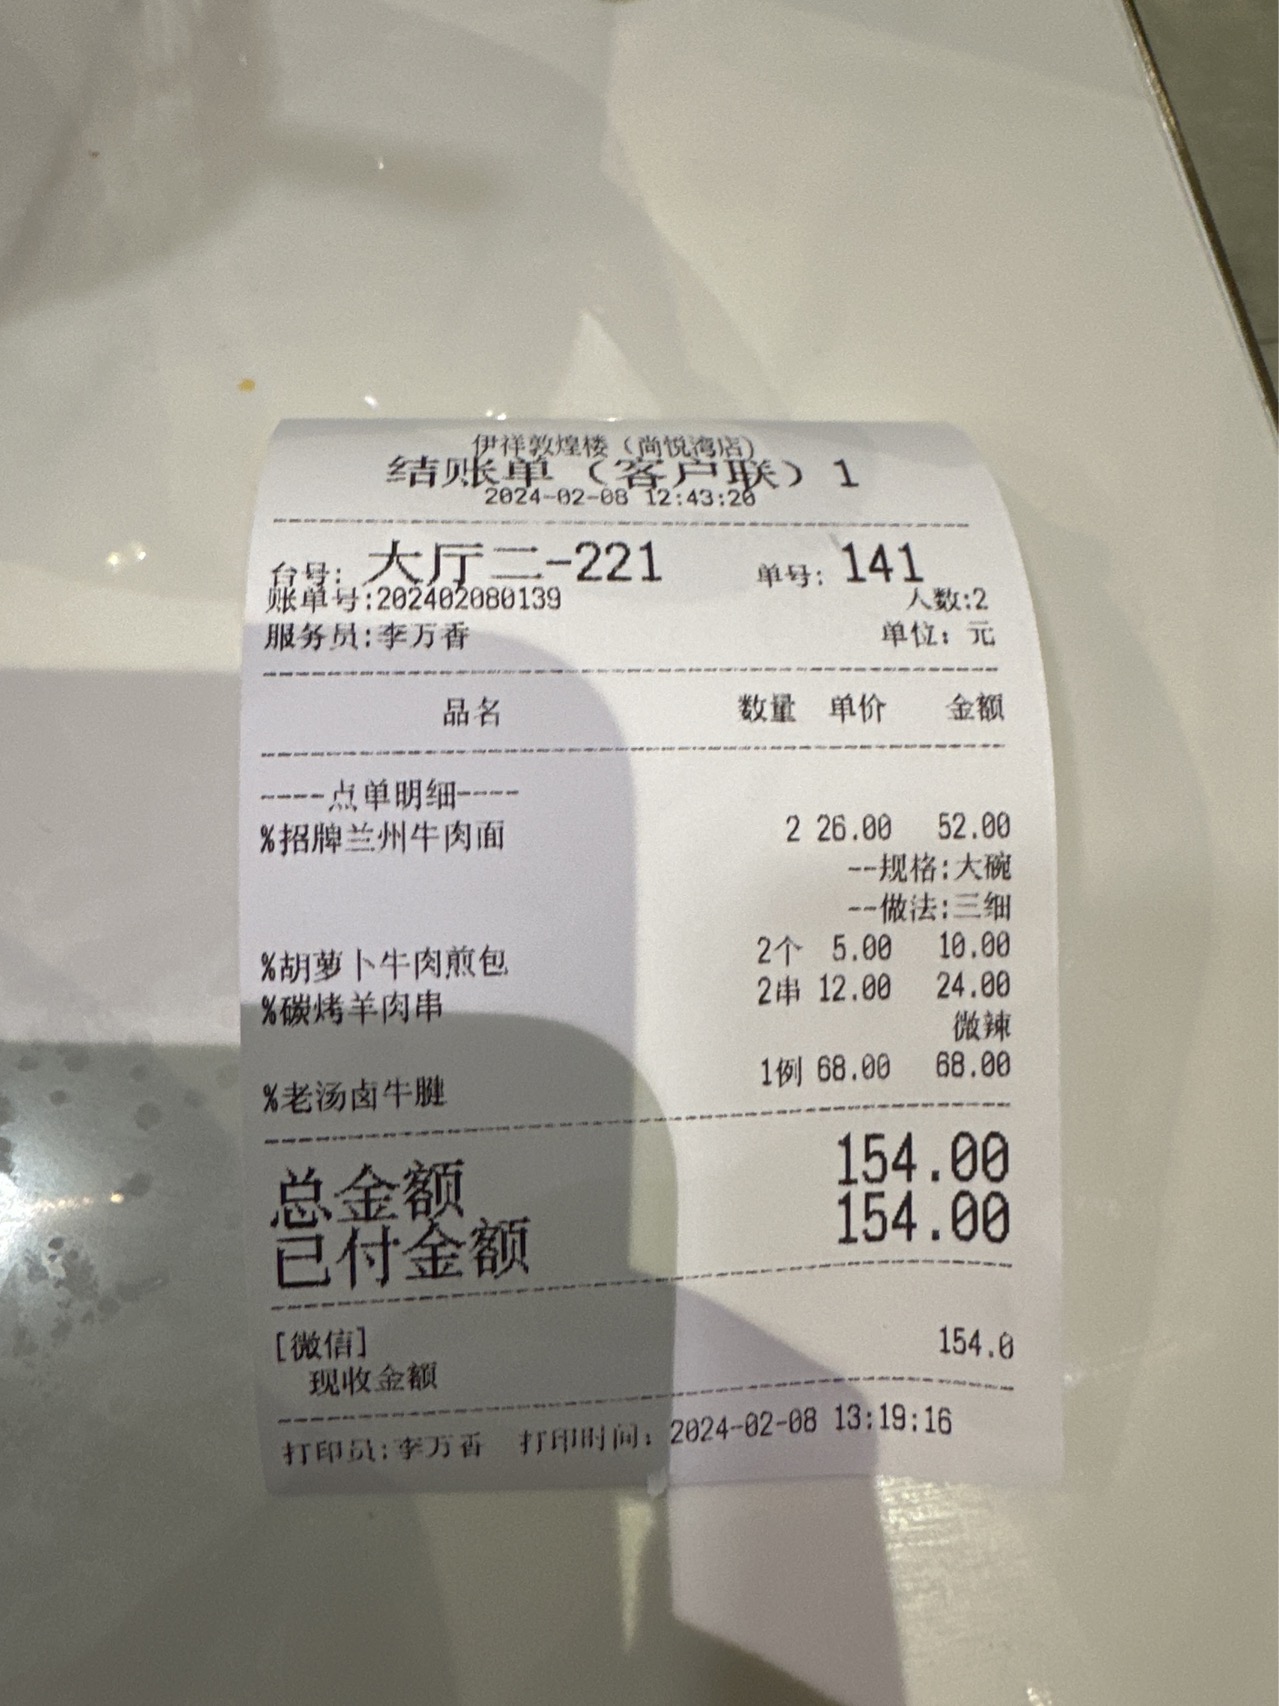 伊祥敦煌楼（尚悦湾店）
结账单（客户联）1
2024-02-08 12:43:20
台号：大厅二-221 单号：141
账单号:202402080139 人数:2
服务员:李万香 单位：元
品名 数量 单价 金额
----点单明细----
%招牌兰州牛肉面 2 26.00 52.00
--规格:大碗
--做法:三细
%胡萝卜牛肉煎包 2个 5.00 10.00
%碳烤羊肉串 2串 12.00 24.00
微辣
%老汤卤牛腱 1例 68.00 68.00
总金额 154.00
已付金额 154.00
[微信] 154.0
现收金额
打印员:李万香 打印时间：2024-02-08 13:19:16